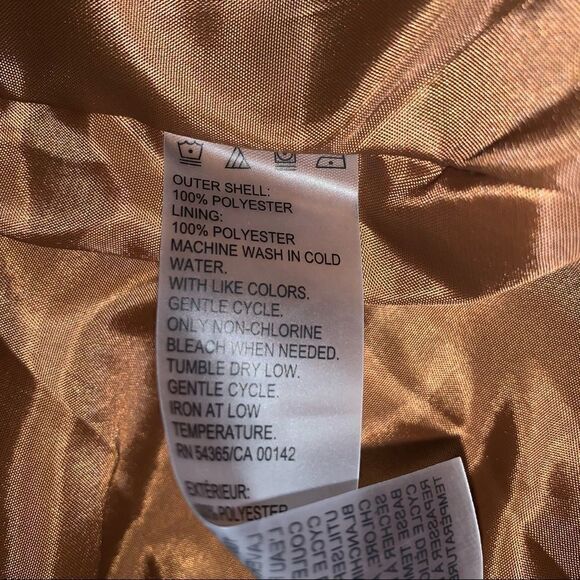 OUTER SHELL:
100% POLYESTER
LINING:
100% POLYESTER
MACHINE WASH IN COLD
WATER.
WITH LIKE COLORS.
GENTLE CYCLE.
ONLY NON-CHLORINE
BLEACH WHEN NEEDED.
TUMBLE DRY LOW.
GENTLE CYCLE.
IRON AT LOW
TEMPERATURE.
RN 54365/CA 00142
EXTÉRIEUR:
POLYESTER